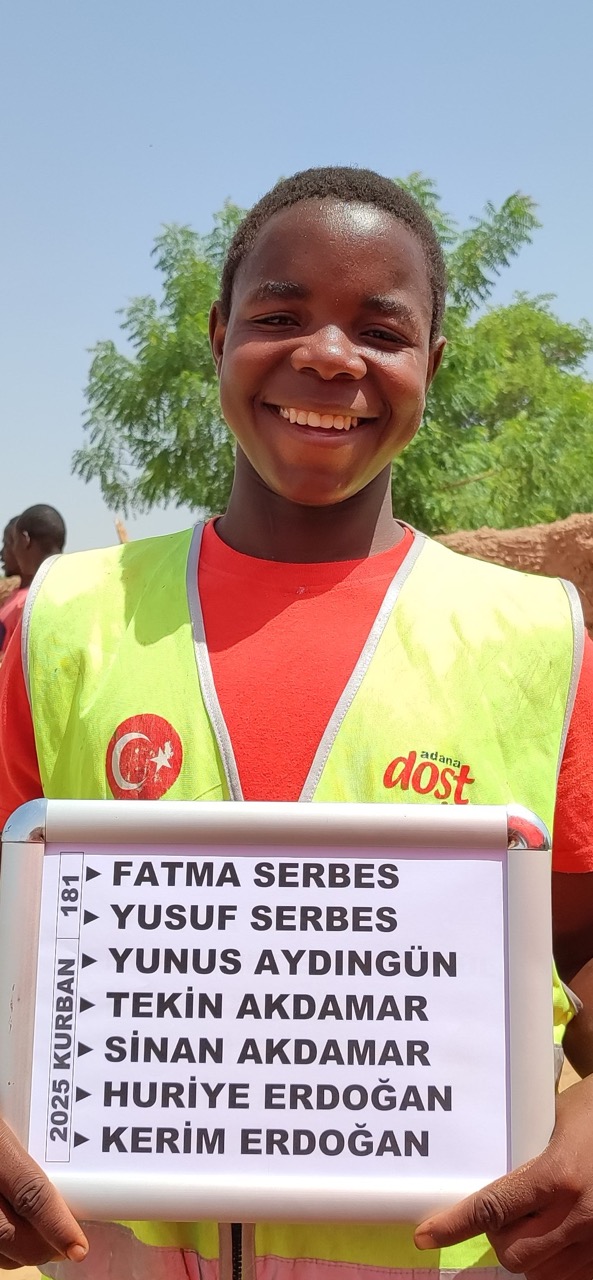 adana
dost
181
2025 KURBAN
FATMA SERBES
YUSUF SERBES
YUNUS AYDINGÜN
TEKİN AKDAMAR
SİNAN AKDAMAR
HURİYE ERDOĞAN
KERİM ERDOĞAN